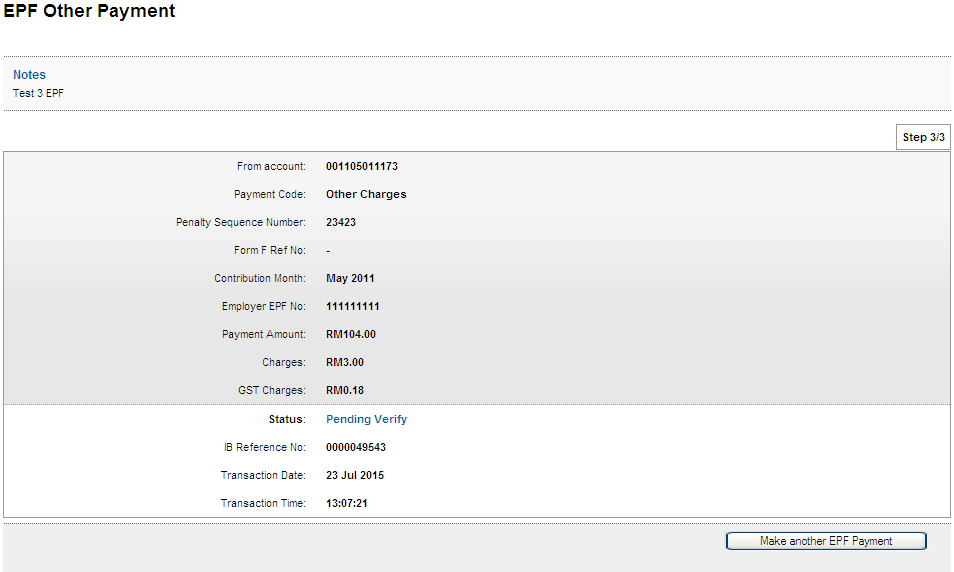 EPF Other Payment
Notes
Test 3 EPF
Step 3/3
From account: 001105011173
Payment Code: Other Charges
Penalty Sequence Number: 23423
Form F Ref No: -
Contribution Month: May 2011
Employer EPF No: 111111111
Payment Amount: RM104.00
Charges: RM3.00
GST Charges: RM0.18
Status: Pending Verify
IB Reference No: 0000049543
Transaction Date: 23 Jul 2015
Transaction Time: 13:07:21
Make another EPF Payment